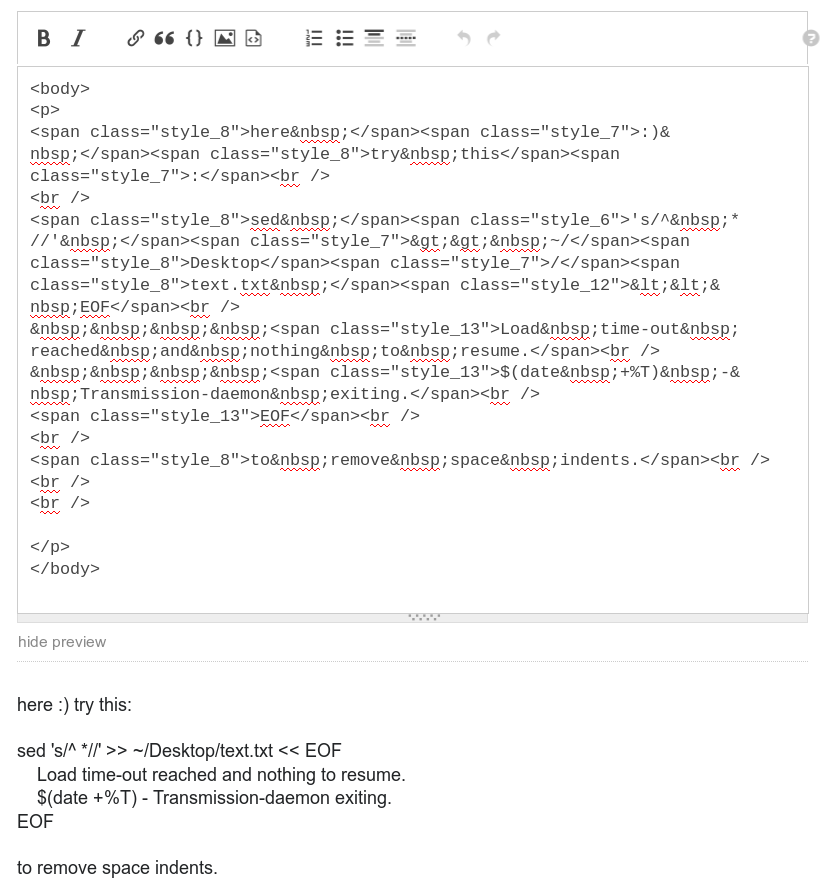 <body>
<p>
<span class="style_8">here&nbsp;</span><span class="style_7">:)&
nbsp;</span><span class="style_8">try&nbsp;this</span><span
class="style_7">:</span><br />
<br />
<span class="style_8">sed&nbsp;</span><span class="style_6">'s/^&nbsp;*
//'&nbsp;</span><span class="style_7">&gt;&gt;&nbsp;~/</span><span
class="style_8">Desktop</span><span class="style_7">/</span><span
class="style_8">text.txt&nbsp;</span><span class="style_12">&lt;&lt;&
nbsp;EOF</span><br />
&nbsp;&nbsp;&nbsp;&nbsp;<span class="style_13">Load&nbsp;time-out&nbsp;
reached&nbsp;and&nbsp;nothing&nbsp;to&nbsp;resume.</span><br />
&nbsp;&nbsp;&nbsp;&nbsp;<span class="style_13">$(date&nbsp;+%T)&nbsp;-&
nbsp;Transmission-daemon&nbsp;exiting.</span><br />
<span class="style_13">EOF</span><br />
<br />
<span class="style_8">to&nbsp;remove&nbsp;space&nbsp;indents.</span><br />
<br />
<br />
</p>
</body>
hide preview
here :) try this:
sed 's/^ *//' >> ~/Desktop/text.txt << EOF
Load time-out reached and nothing to resume.
$(date +%T) - Transmission-daemon exiting.
EOF
to remove space indents.